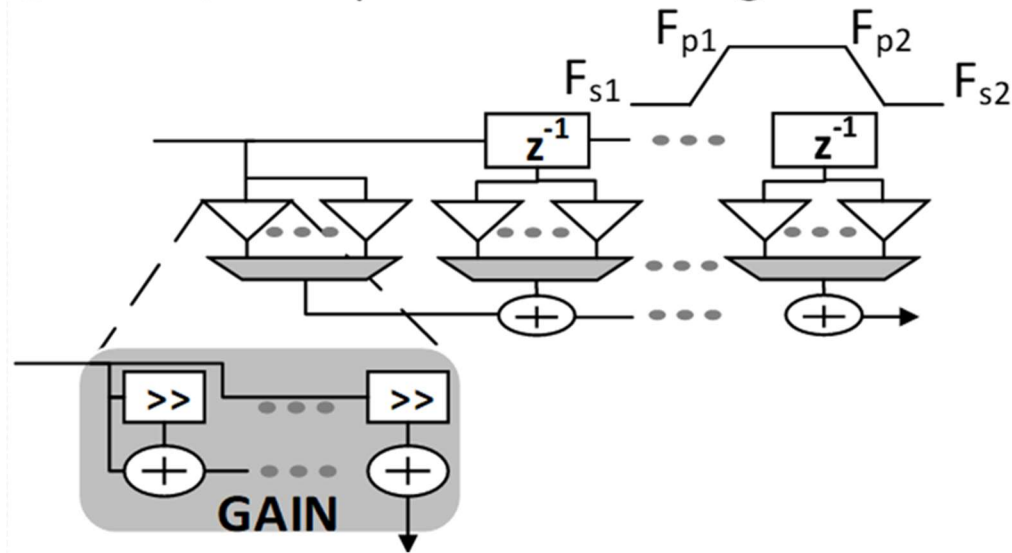 F_p1 F_p2
F_s1 F_s2
z^-1 z^-1
+ +
>> >>
+ +
GAIN